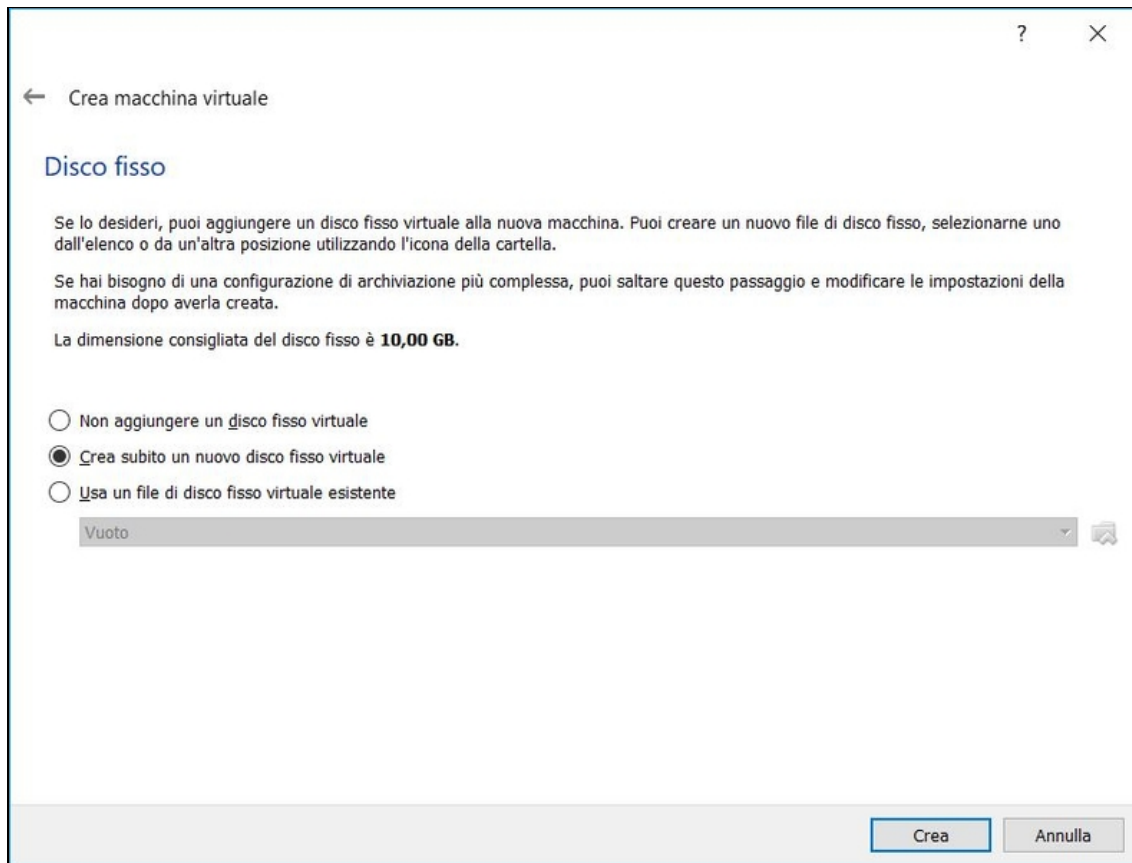 ?
Crea macchina virtuale
Disco fisso
Se lo desideri, puoi aggiungere un disco fisso virtuale alla nuova macchina. Puoi creare un nuovo file di disco fisso, selezionarne uno
dall'elenco o da un'altra posizione utilizzando l'icona della cartella.
Se hai bisogno di una configurazione di archiviazione più complessa, puoi saltare questo passaggio e modificare le impostazioni della
macchina dopo averla creata.
La dimensione consigliata del disco fisso è 10,00 GB.
Non aggiungere un disco fisso virtuale
Crea subito un nuovo disco fisso virtuale
Usa un file di disco fisso virtuale esistente
Vuoto
Crea Annulla